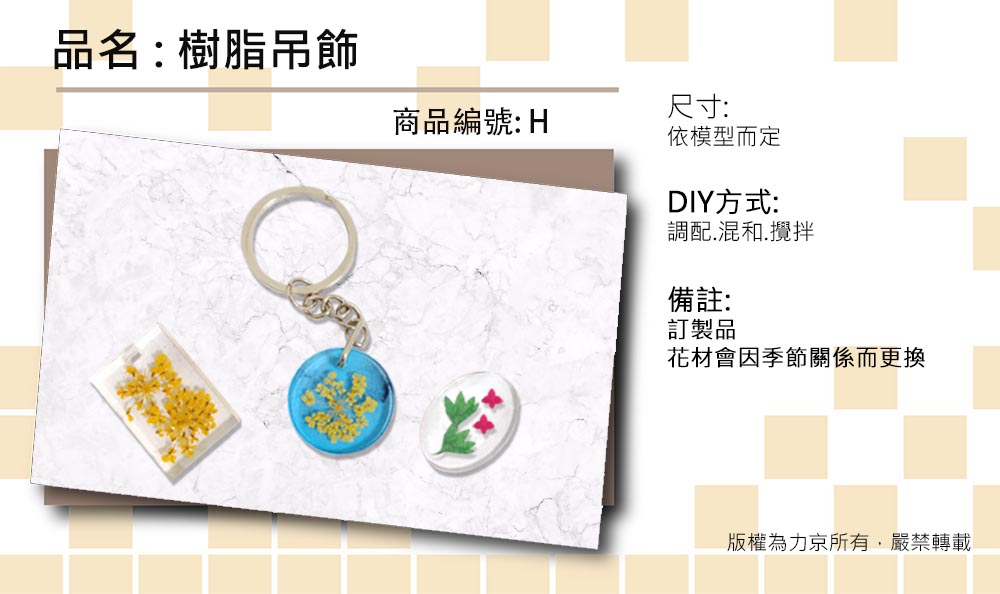 品名 : 樹脂吊飾
商品編號: H
尺寸:
依模型而定
DIY方式:
調配.混和.攪拌
備註:
訂製品
花材會因季節關係而更換
版權為力京所有，嚴禁轉載